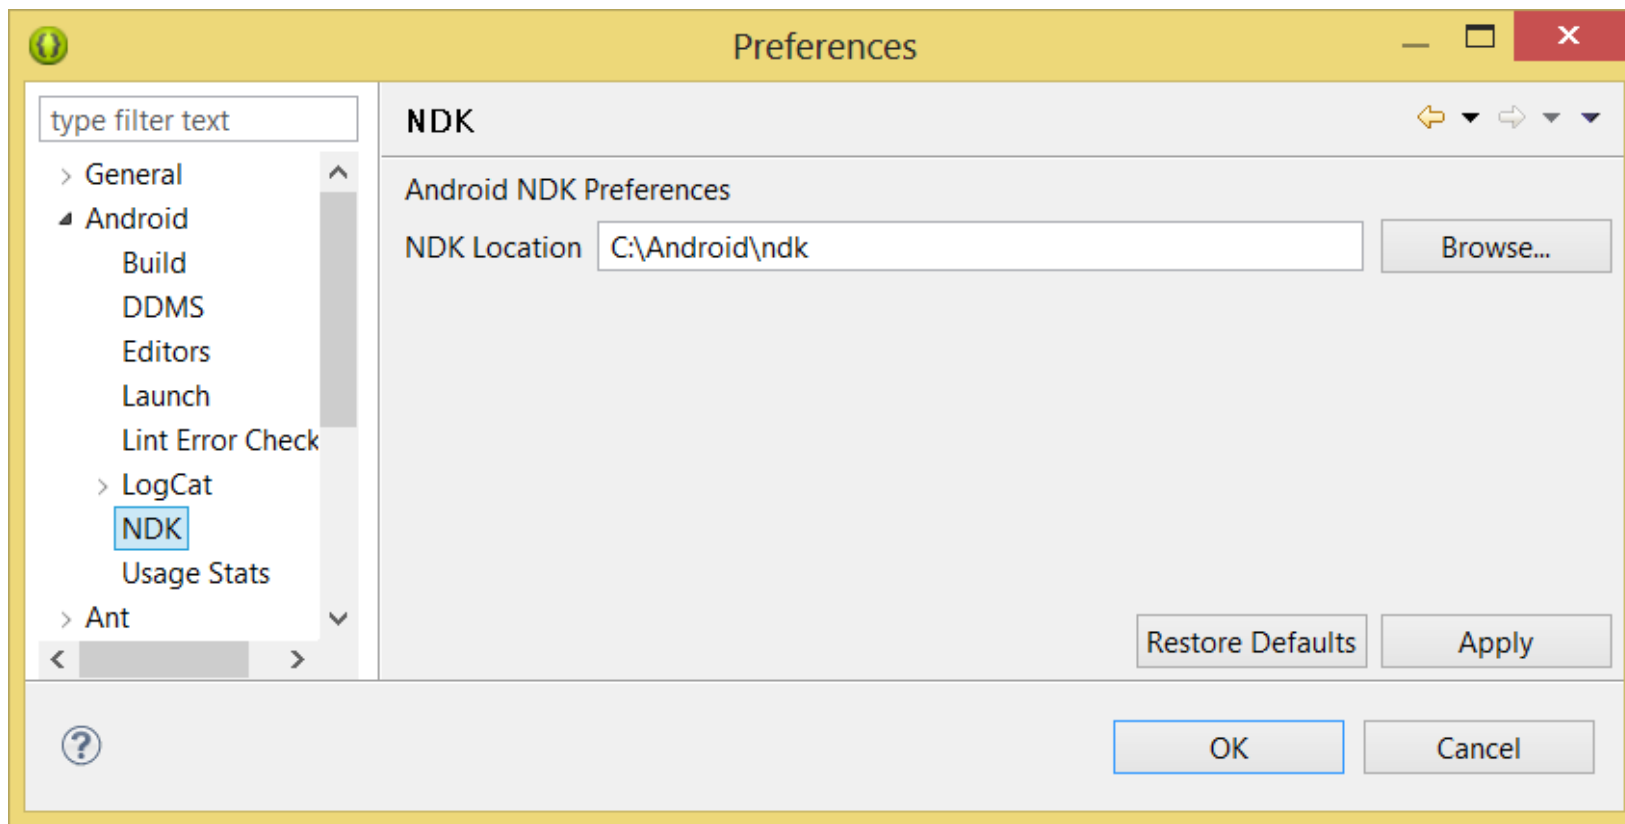 Preferences
type filter text
General
Android
Build
DDMS
Editors
Launch
Lint Error Check
LogCat
NDK
Usage Stats
Ant
NDK
Android NDK Preferences
NDK Location C:\Android\ndk Browse...
Restore Defaults Apply
? OK Cancel